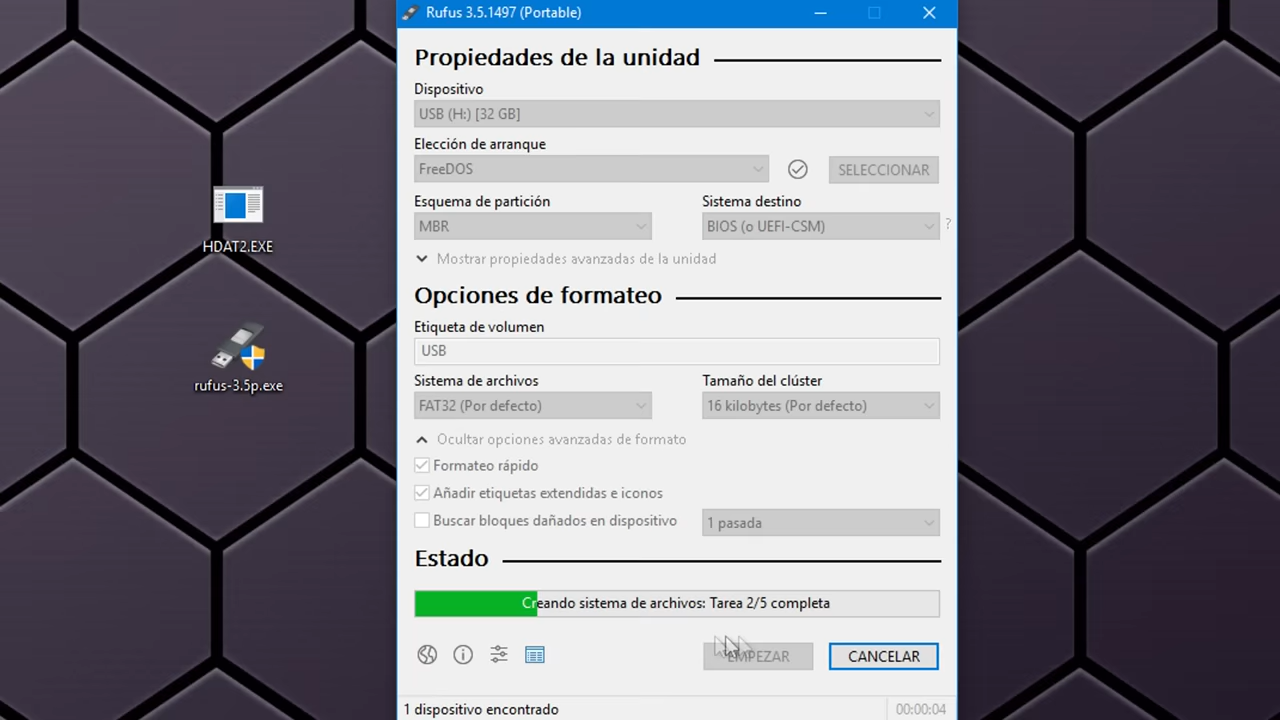 Rufus 3.5.1497 (Portable)
Propiedades de la unidad
Dispositivo
USB (H:) [32 GB]
Elección de arranque
FreeDOS
SELECCIONAR
Esquema de partición
Sistema destino
MBR
BIOS (o UEFI-CSM)
?
Mostrar propiedades avanzadas de la unidad
Opciones de formateo
Etiqueta de volumen
USB
Sistema de archivos
Tamaño del clúster
FAT32 (Por defecto)
16 kilobytes (Por defecto)
Ocultar opciones avanzadas de formato
Formateo rápido
Añadir etiquetas extendidas e iconos
Buscar bloques dañados en dispositivo
1 pasada
Estado
Creando sistema de archivos: Tarea 2/5 completa
EMPEZAR
CANCELAR
1 dispositivo encontrado
00:00:04
HDAT2.EXE
rufus-3.5p.exe